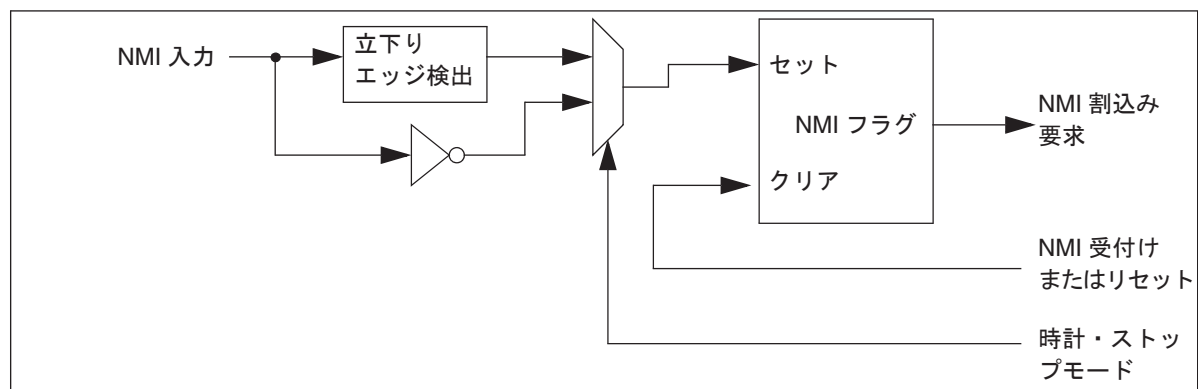 NMI 入力
立下り
エッジ検出
セット
NMI フラグ
クリア
NMI 割込み
要求
NMI 受付け
またはリセット
時計・ストッ
プモード